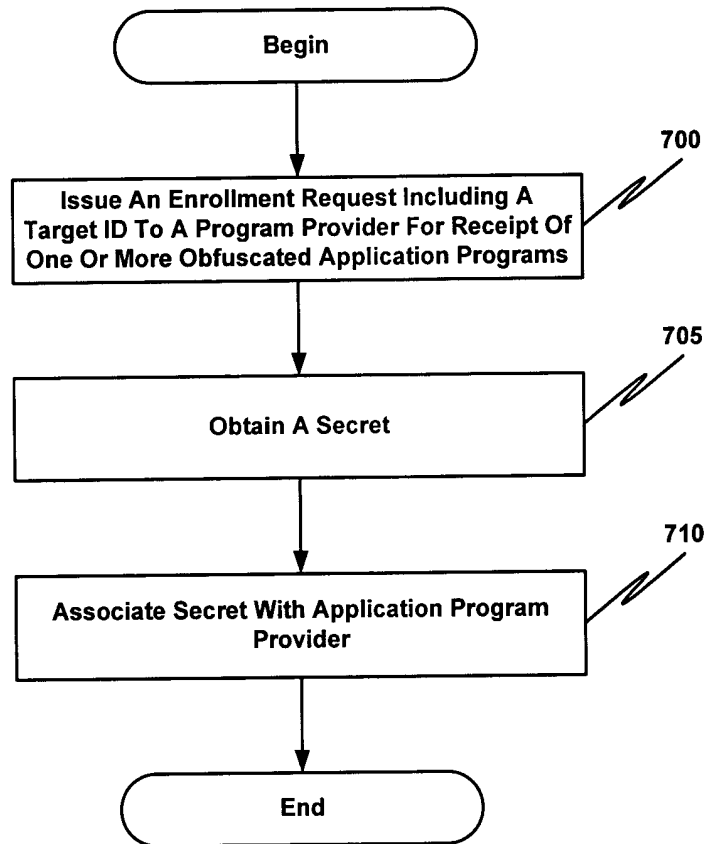 Begin
700
Issue An Enrollment Request Including A
Target ID To A Program Provider For Receipt Of
One Or More Obfuscated Application Programs
705
Obtain A Secret
710
Associate Secret With Application Program
Provider
End